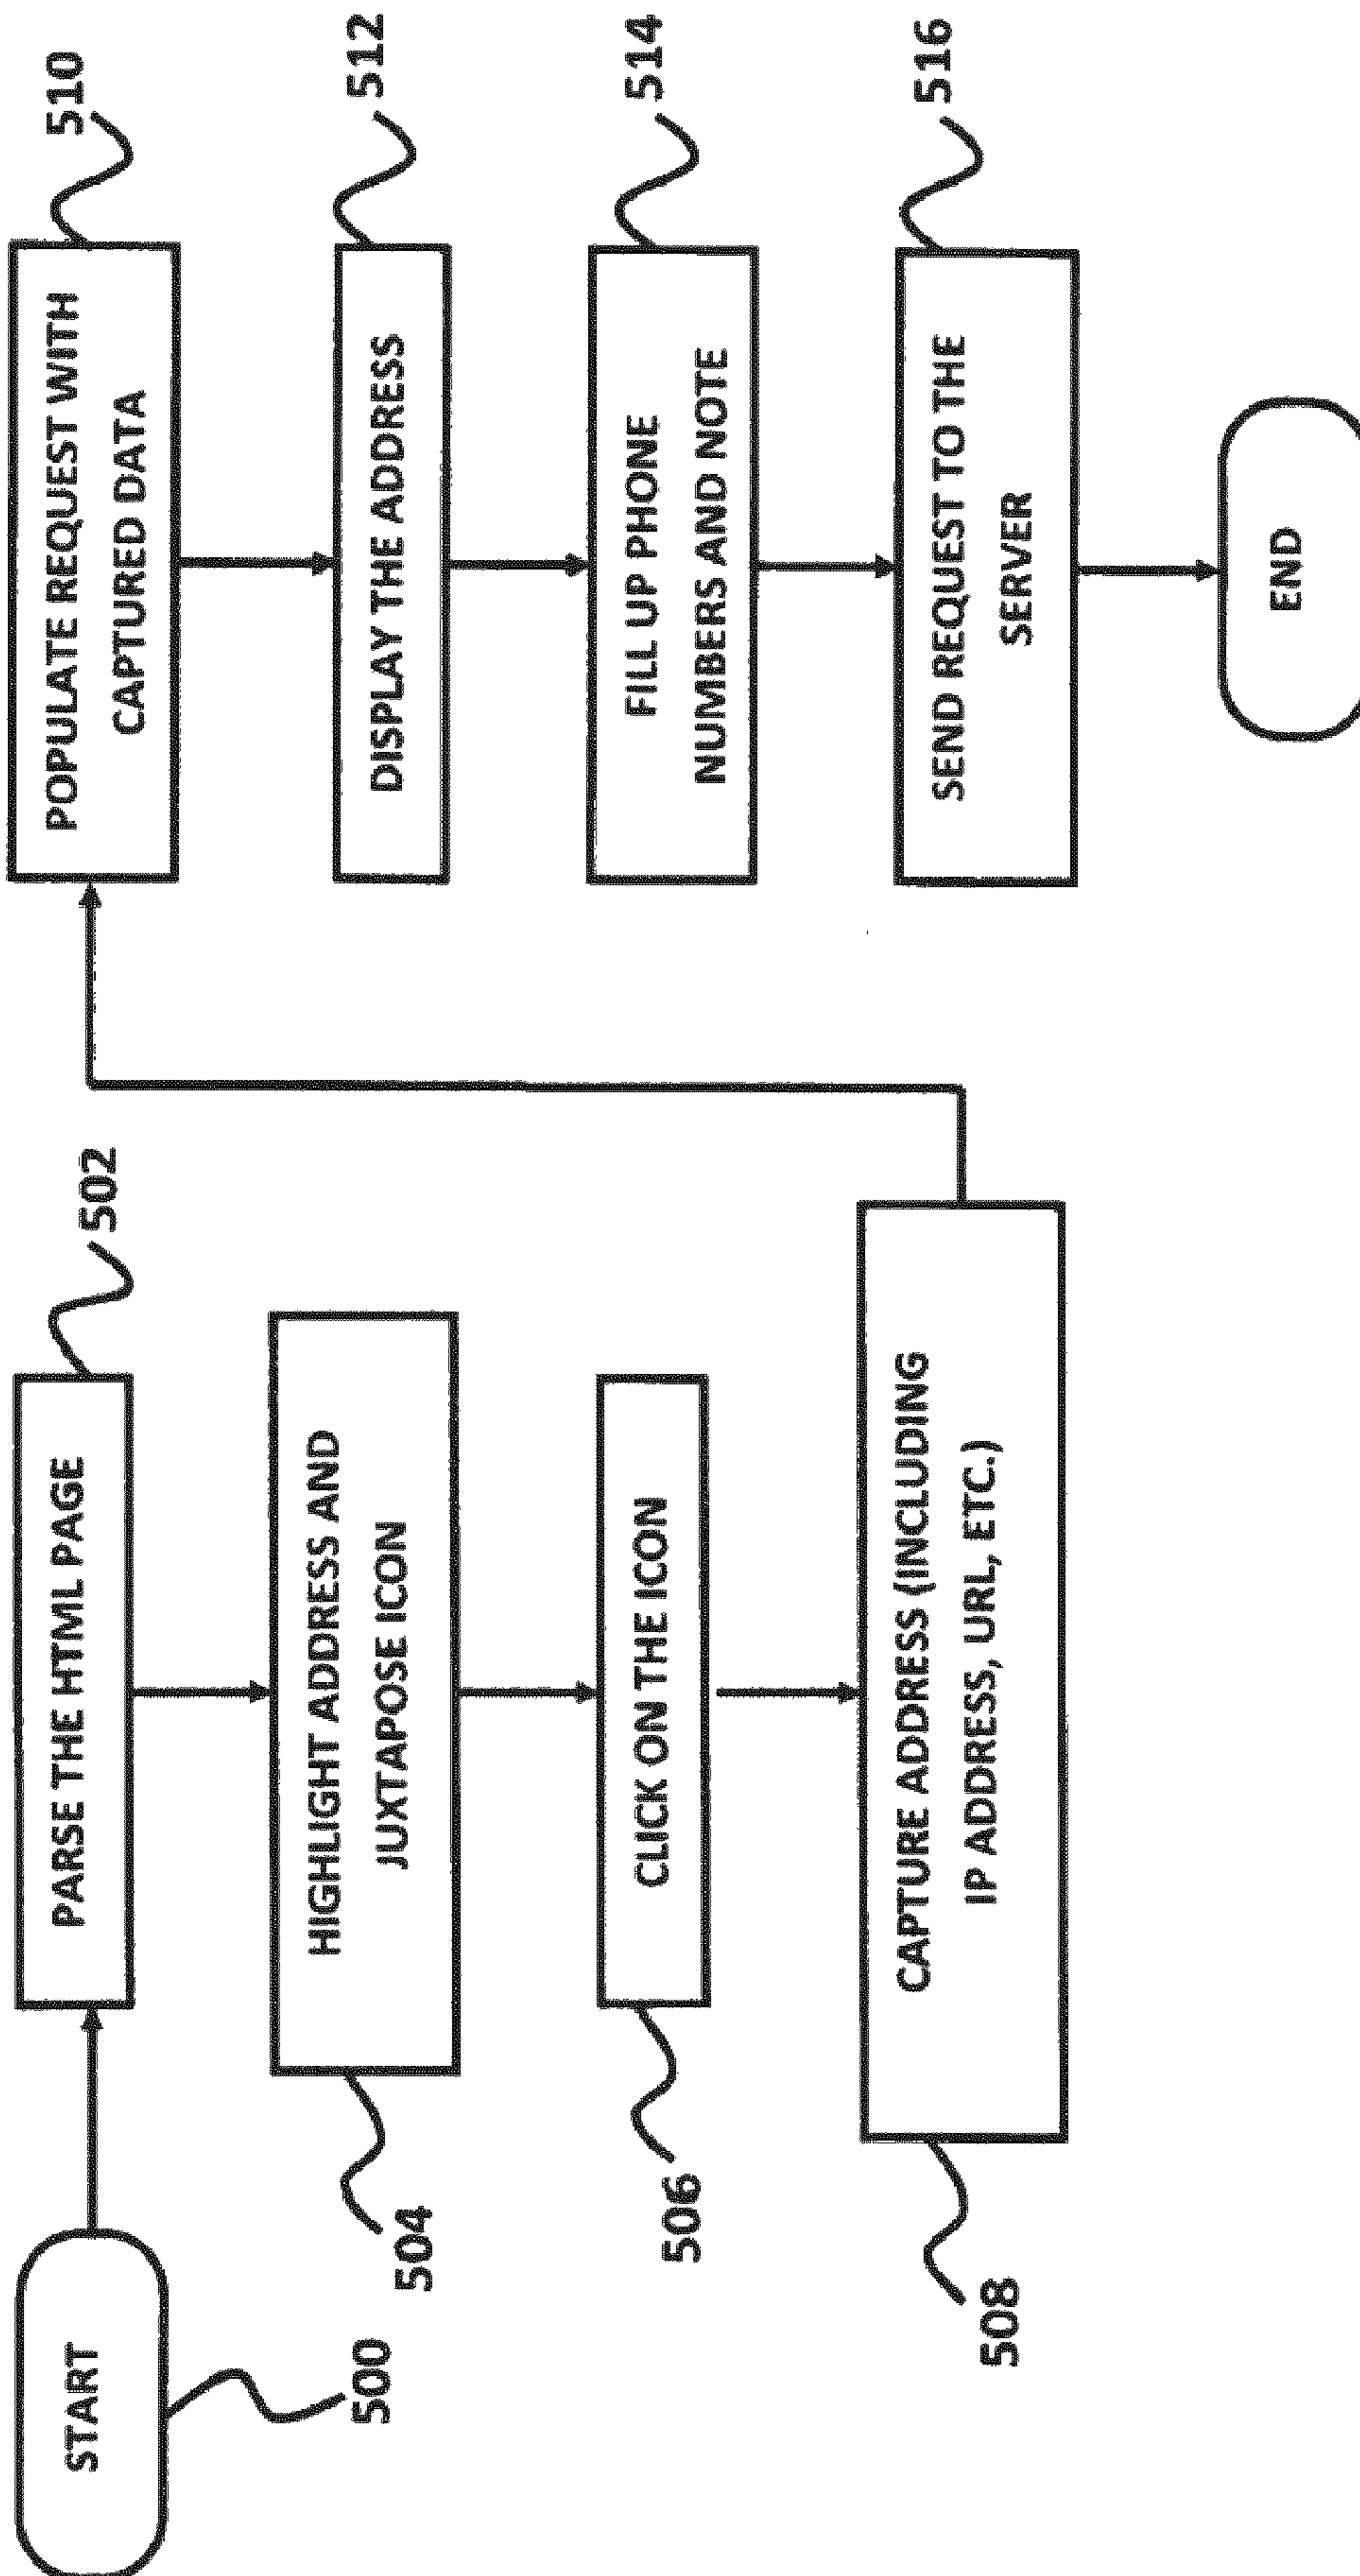 START
500
PARSE THE HTML PAGE
502
HIGHLIGHT ADDRESS AND
JUXTAPOSE ICON
504
CLICK ON THE ICON
506
CAPTURE ADDRESS (INCLUDING
IP ADDRESS, URL, ETC.)
508
POPULATE REQUEST WITH
CAPTURED DATA
510
DISPLAY THE ADDRESS
512
FILL UP PHONE
NUMBERS AND NOTE
514
SEND REQUEST TO THE
SERVER
516
END